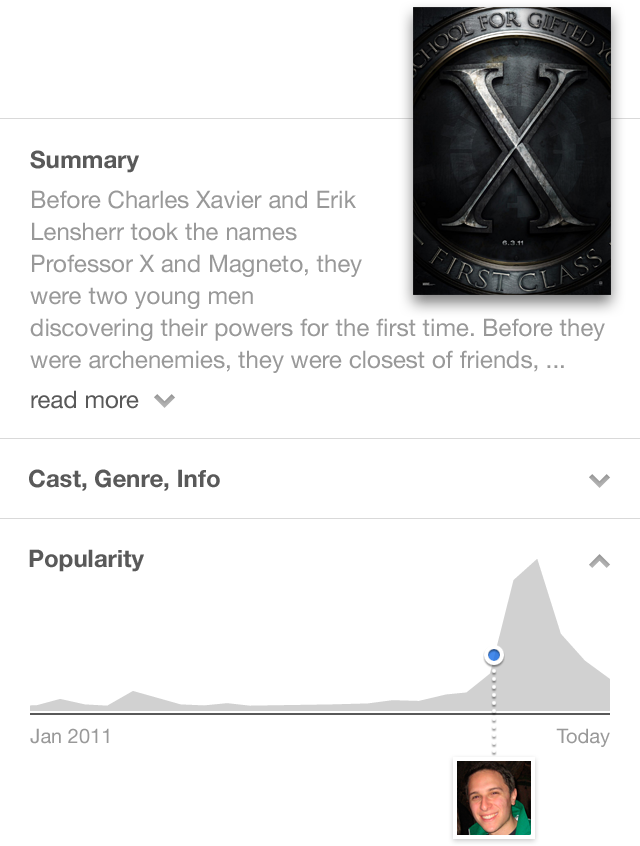 SCHOOL FOR GIFTED YO
X
6.3.11
FIRST CLASS
Summary
Before Charles Xavier and Erik
Lensherr took the names
Professor X and Magneto, they
were two young men
discovering their powers for the first time. Before they
were archenemies, they were closest of friends, ...
read more
Cast, Genre, Info
Popularity
Jan 2011
Today